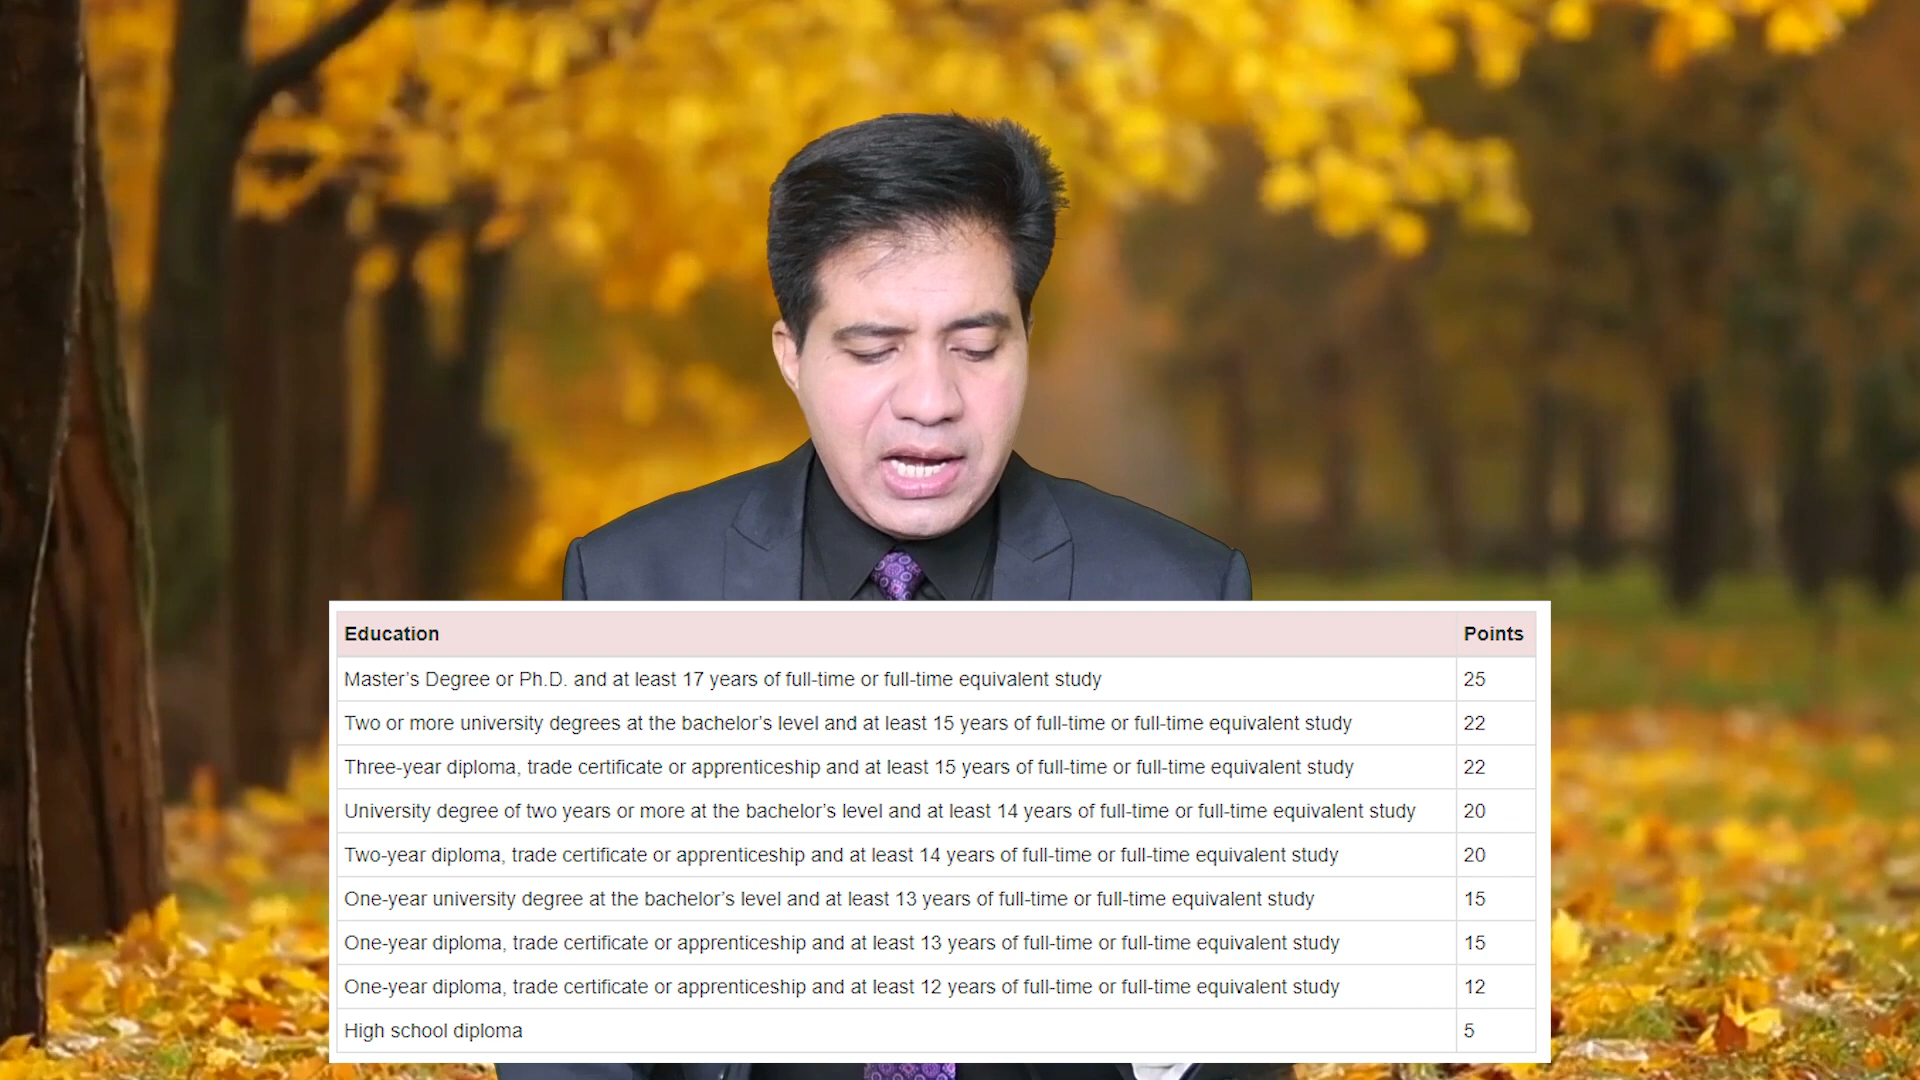 Education Points
Master’s Degree or Ph.D. and at least 17 years of full-time or full-time equivalent study 25
Two or more university degrees at the bachelor’s level and at least 15 years of full-time or full-time equivalent study 22
Three-year diploma, trade certificate or apprenticeship and at least 15 years of full-time or full-time equivalent study 22
University degree of two years or more at the bachelor’s level and at least 14 years of full-time or full-time equivalent study 20
Two-year diploma, trade certificate or apprenticeship and at least 14 years of full-time or full-time equivalent study 20
One-year university degree at the bachelor’s level and at least 13 years of full-time or full-time equivalent study 15
One-year diploma, trade certificate or apprenticeship and at least 13 years of full-time or full-time equivalent study 15
One-year diploma, trade certificate or apprenticeship and at least 12 years of full-time or full-time equivalent study 12
High school diploma 5